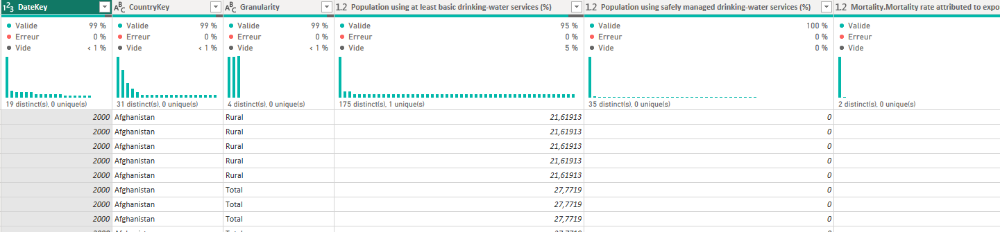 1²3 DateKey ABC CountryKey ABC Granularity 1.2 Population using at least basic drinking-water services (%) 1.2 Population using safely managed drinking-water services (%) 1.2 Mortality.Mortality rate attributed to expo
Valide 99 % Valide 99 % Valide 99 % Valide 95 % Valide 100 % Valide
Erreur 0 % Erreur 0 % Erreur 0 % Erreur 0 % Erreur 0 % Erreur
Vide < 1 % Vide < 1 % Vide < 1 % Vide 5 % Vide 0 % Vide
19 distinct(s), 0 unique(s) 31 distinct(s), 0 unique(s) 4 distinct(s), 0 unique(s) 175 distinct(s), 1 unique(s) 35 distinct(s), 0 unique(s) 2 distinct(s), 0 unique(s)
2000 Afghanistan Rural 21,61913 0
2000 Afghanistan Rural 21,61913 0
2000 Afghanistan Rural 21,61913 0
2000 Afghanistan Rural 21,61913 0
2000 Afghanistan Rural 21,61913 0
2000 Afghanistan Total 27,7719 0
2000 Afghanistan Total 27,7719 0
2000 Afghanistan Total 27,7719 0